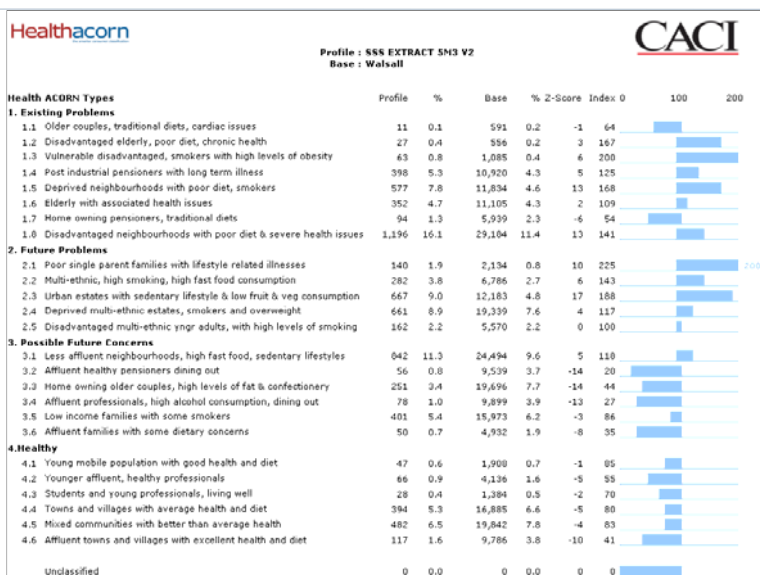 Healthacorn
CACI
Profile : SSS EXTRACT SM3 V2
Base : Walsall
Health ACORN Types Profile % Base % Z-Score Index 0 100 200
1. Existing Problems
1.1 Older couples, traditional diets, cardiac issues 11 0.1 591 0.2 -1 64
1.2 Disadvantaged elderly, poor diet, chronic health 27 0.4 556 0.2 3 167
1.3 Vulnerable disadvantaged, smokers with high levels of obesity 63 0.8 1,085 0.4 6 200
1.4 Post industrial pensioners with long term illness 398 5.3 10,920 4.3 5 125
1.5 Deprived neighbourhoods with poor diet, smokers 577 7.8 11,834 4.6 13 168
1.6 Elderly with associated health issues 352 4.7 11,105 4.3 2 109
1.7 Home owning pensioners, traditional diets 94 1.3 5,939 2.3 -6 54
1.8 Disadvantaged neighbourhoods with poor diet & severe health issues 1,196 16.1 29,184 11.4 13 141
2. Future Problems
2.1 Poor single parent families with lifestyle related illnesses 140 1.9 2,134 0.8 10 225
2.2 Multi-ethnic, high smoking, high fast food consumption 282 3.8 6,786 2.7 6 143
2.3 Urban estates with sedentary lifestyle & low fruit & veg consumption 667 9.0 12,183 4.8 17 188
2.4 Deprived multi-ethnic estates, smokers and overweight 661 8.9 19,339 7.6 4 117
2.5 Disadvantaged multi-ethnic yngr adults, with high levels of smoking 162 2.2 5,570 2.2 0 100
3. Possible Future Concerns
3.1 Less affluent neighbourhoods, high fast food, sedentary lifestyles 842 11.3 24,494 9.6 5 118
3.2 Affluent healthy pensioners dining out 56 0.8 9,539 3.7 -14 20
3.3 Home owning older couples, high levels of fat & confectionery 251 3.4 19,696 7.7 -14 44
3.4 Affluent professionals, high alcohol consumption, dining out 78 1.0 9,899 3.9 -13 27
3.5 Low income families with some smokers 401 5.4 15,973 6.2 -3 86
3.6 Affluent families with some dietary concerns 50 0.7 4,932 1.9 -8 35
4.Healthy
4.1 Young mobile population with good health and diet 47 0.6 1,908 0.7 -1 85
4.2 Younger affluent, healthy professionals 66 0.9 4,136 1.6 -5 55
4.3 Students and young professionals, living well 28 0.4 1,384 0.5 -2 70
4.4 Towns and villages with average health and diet 394 5.3 16,885 6.6 -5 80
4.5 Mixed communities with better than average health 482 6.5 19,842 7.8 -4 83
4.6 Affluent towns and villages with excellent health and diet 117 1.6 9,786 3.8 -10 41
Unclassified 0 0.0 0 0.0 0 0